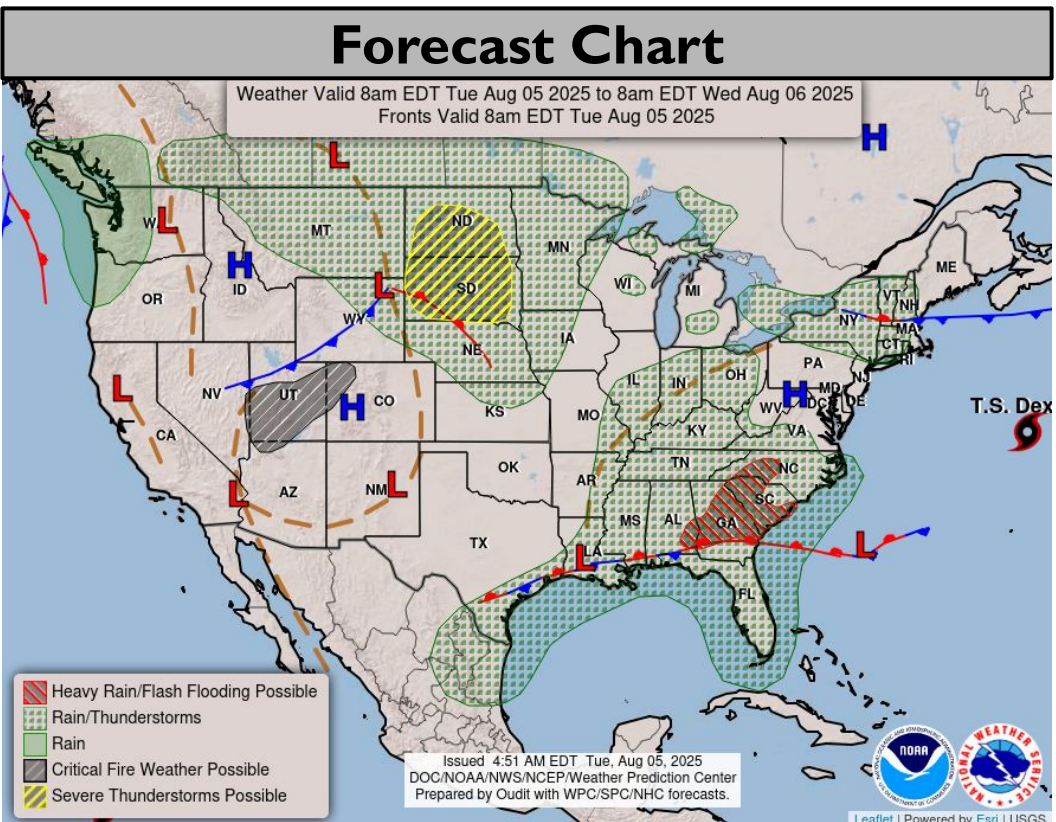 Forecast Chart
Weather Valid 8am EDT Tue Aug 05 2025 to 8am EDT Wed Aug 06 2025
Fronts Valid 8am EDT Tue Aug 05 2025
H
L
ND
ME
L
W
MT
MN
H
ID
L
SD
WI
MI
VT
NH
OR
WY
NY
MA
NE
IA
CT
RI
L
NV
UT
H
CO
IL
IN
OH
PA
NJ
H
MD
DE
DC
T.S. Dex
CA
KS
MO
WV
VA
KY
L
AZ
NM
L
OK
AR
TN
NC
SC
TX
MS
AL
GA
L
LA
L
FL
Heavy Rain/Flash Flooding Possible
Rain/Thunderstorms
Rain
Critical Fire Weather Possible
Severe Thunderstorms Possible
Issued 4:51 AM EDT Tue, Aug 05, 2025
DOC/NOAA/NWS/NCEP/Weather Prediction Center
Prepared by Oudit with WPC/SPC/NHC forecasts.
NOAA
NATIONAL WEATHER SERVICE
Leaflet | Powered by Esri | USGS